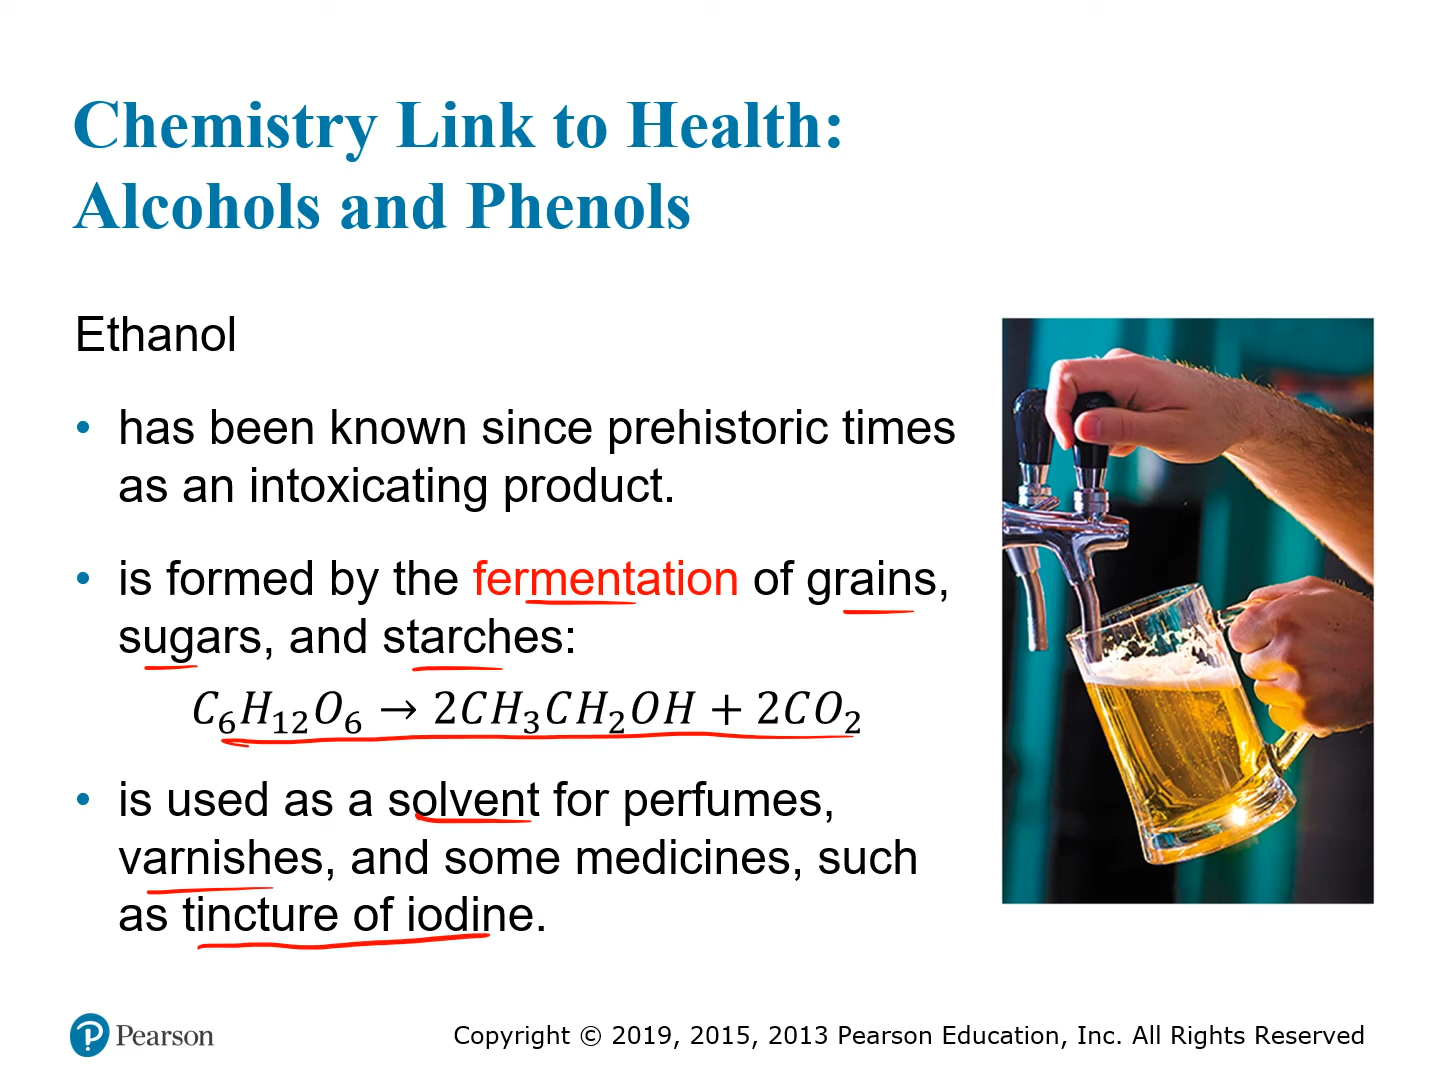 Chemistry Link to Health:
Alcohols and Phenols
Ethanol
• has been known since prehistoric times
as an intoxicating product.
• is formed by the fermentation of grains,
sugars, and starches:
C₆H₁₂O₆ → 2CH₃CH₂OH + 2CO₂
• is used as a solvent for perfumes,
varnishes, and some medicines, such
as tincture of iodine.
Pearson
Copyright © 2019, 2015, 2013 Pearson Education, Inc. All Rights Reserved